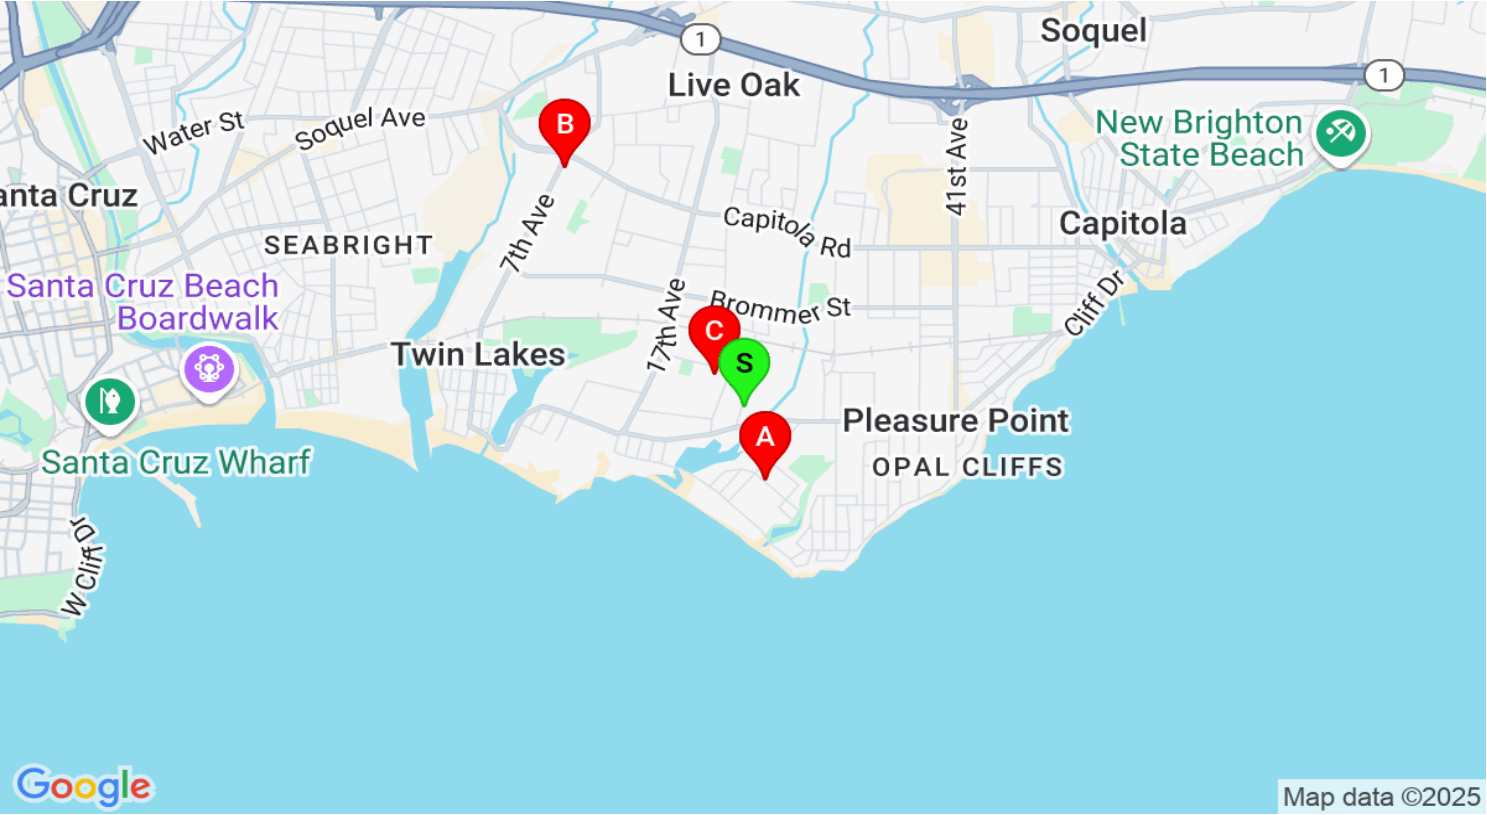 1
Soquel
Live Oak
1
B
Water St
Soquel Ave
41st Ave
New Brighton
State Beach
anta Cruz
7th Ave
Capitola Rd
Capitola
SEABRIGHT
Santa Cruz Beach
Boardwalk
17th Ave
Brommer St
Cliff Dr
C
Twin Lakes
S
A
Pleasure Point
Santa Cruz Wharf
OPAL CLIFFS
W Cliff Dr
Google
Map data ©2025